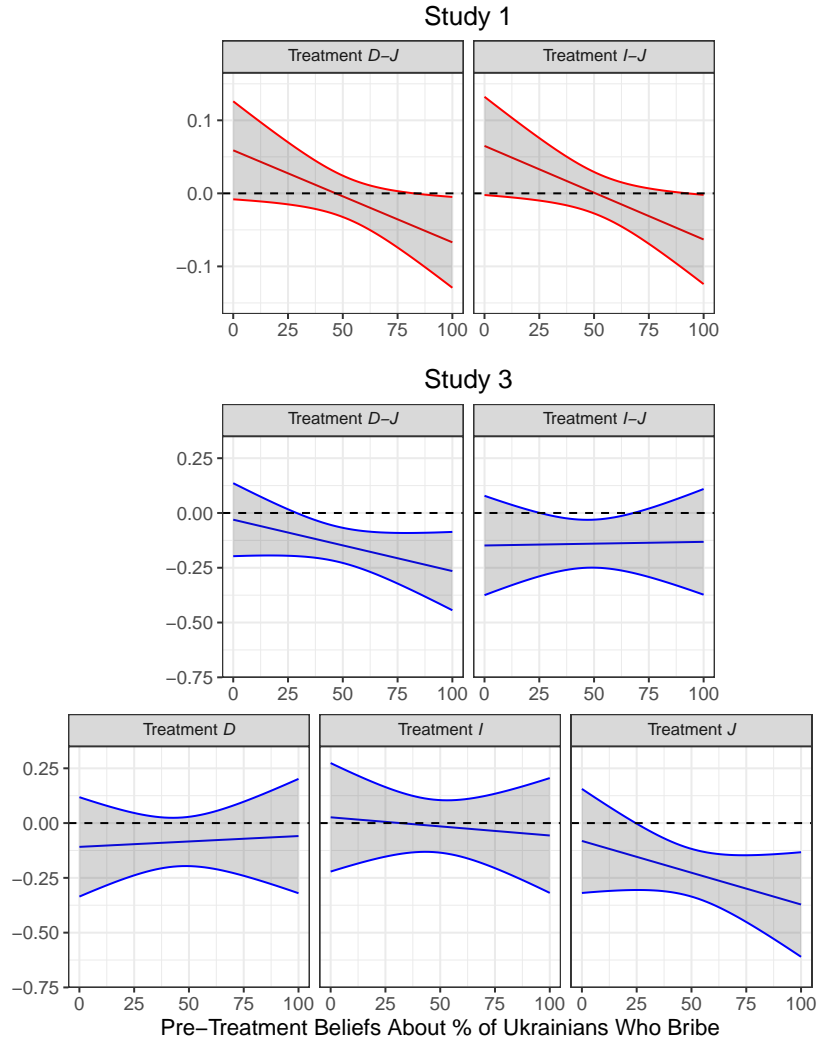 Study 1
Treatment D−J Treatment I−J
0.1
0.0
−0.1
0 25 50 75 100 0 25 50 75 100
Study 3
Treatment D−J Treatment I−J
0.25
0.00
−0.25
−0.50
−0.75
0 25 50 75 100 0 25 50 75 100
Treatment D Treatment I Treatment J
0.25
0.00
−0.25
−0.50
−0.75
0 25 50 75 100 0 25 50 75 100 0 25 50 75 100
Pre−Treatment Beliefs About % of Ukrainians Who Bribe